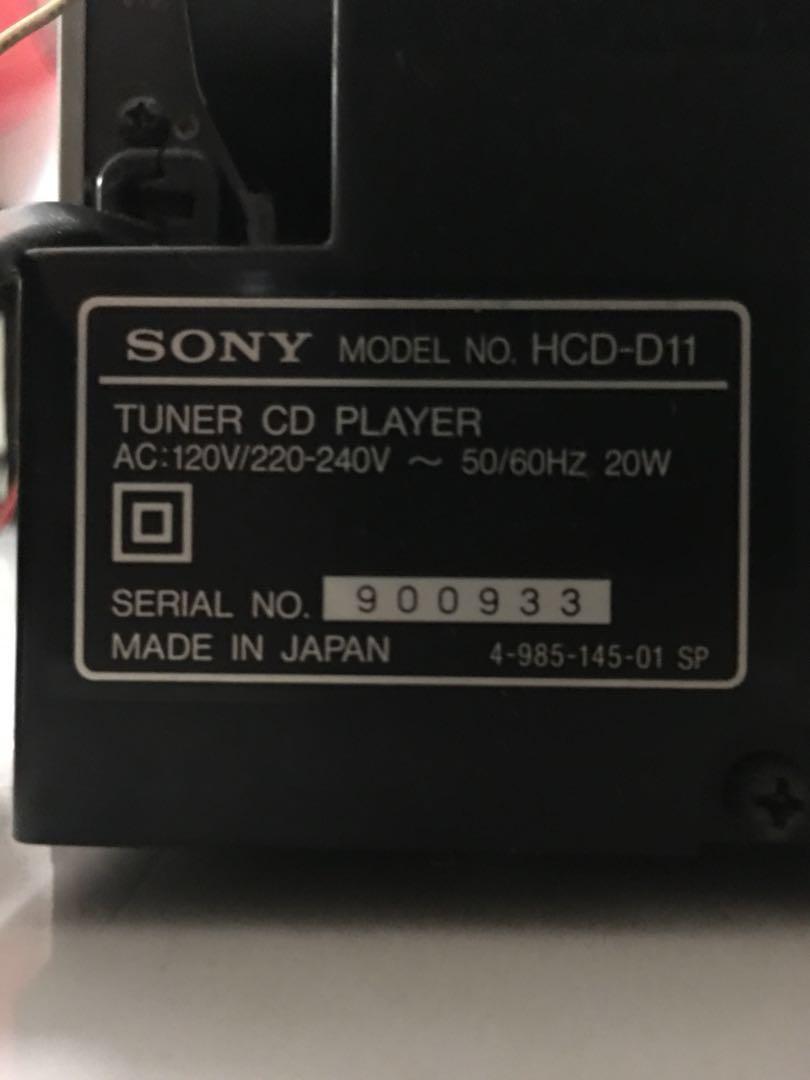 SONY MODEL NO. HCD-D11
TUNER CD PLAYER
AC:120V/220-240V ~ 50/60HZ 20W
SERIAL NO. 900933
MADE IN JAPAN 4-985-145-01 SP